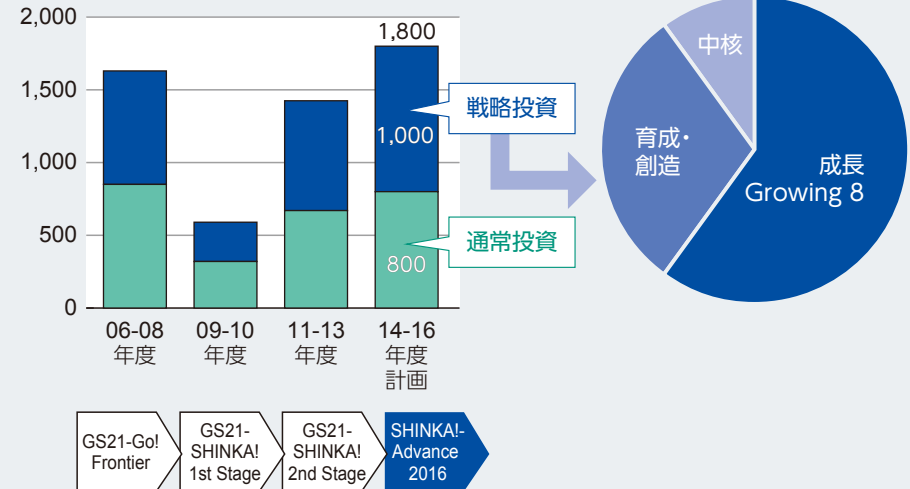 2,000
1,500
1,000
500
0
1,800
1,000
800
戦略投資
通常投資
中核
育成・
創造
成長
Growing 8
06-08
年度
09-10
年度
11-13
年度
14-16
年度
計画
GS21-Go!
Frontier
GS21-
SHINKA!
1st Stage
GS21-
SHINKA!
2nd Stage
SHINKA!-
Advance
2016